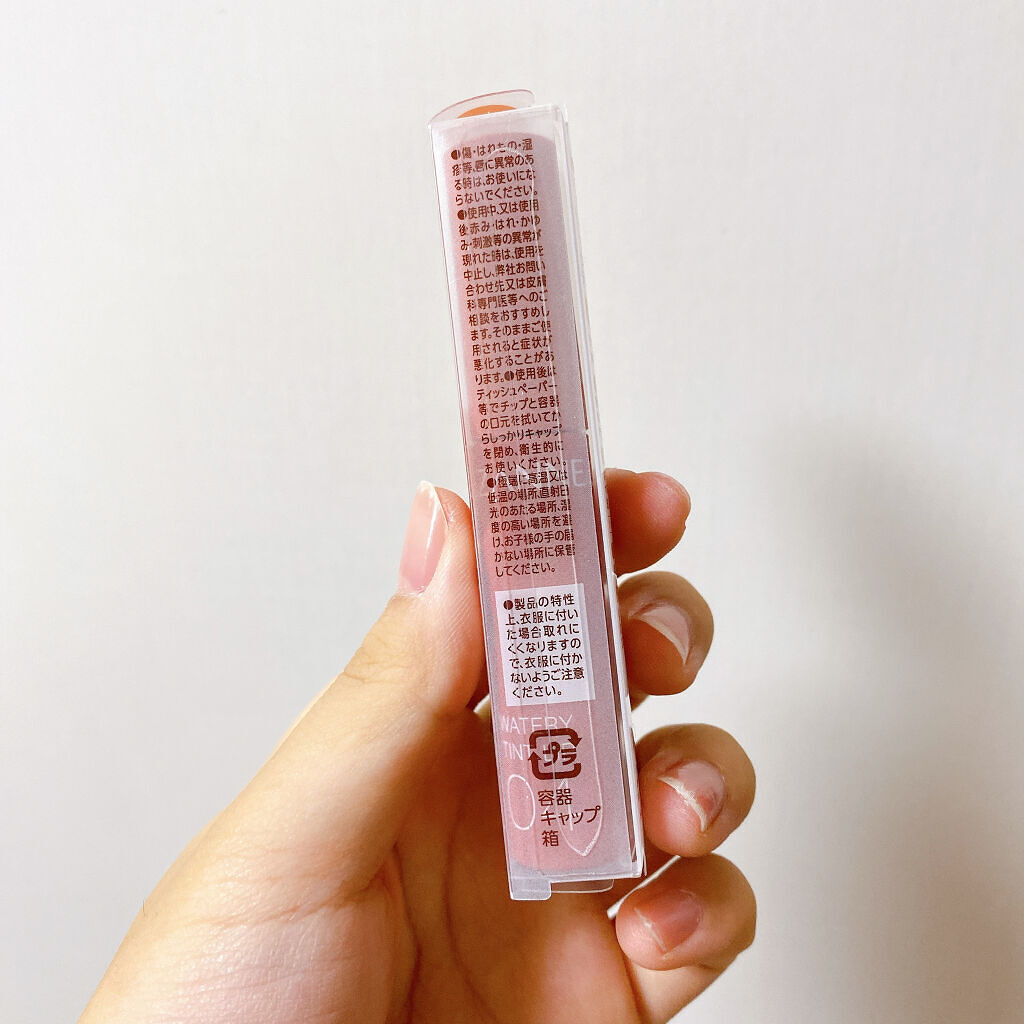 ●傷・はれもの・湿
疹等、唇に異常のあ
る時は、お使いにな
らないでください。
●使用中、又は使用
後赤み・はれ・かゆ
み・刺激等の異常が
現れた時は、使用を
中止し、弊社お問い
合わせ先又は皮膚
科専門医等へのご
相談をおすすめし
ます。そのままご使
用されると症状が
悪化することがあ
ります。●使用後は
ティッシュペーパー
等でチップと容器
の口元を拭いてか
らしっかりキャップ
を閉め、衛生的に
お使いください。
●極端に高温又は
低温の場所、直射日
光のあたる場所、湿
度の高い場所を避
け、お子様の手の届
かない場所に保管
してください。
●製品の特性
上、衣服に付い
た場合取れに
くくなりますの
で、衣服に付か
ないようご注意
ください。
WATERY
TINT
04
プラ
容器
キャップ
箱